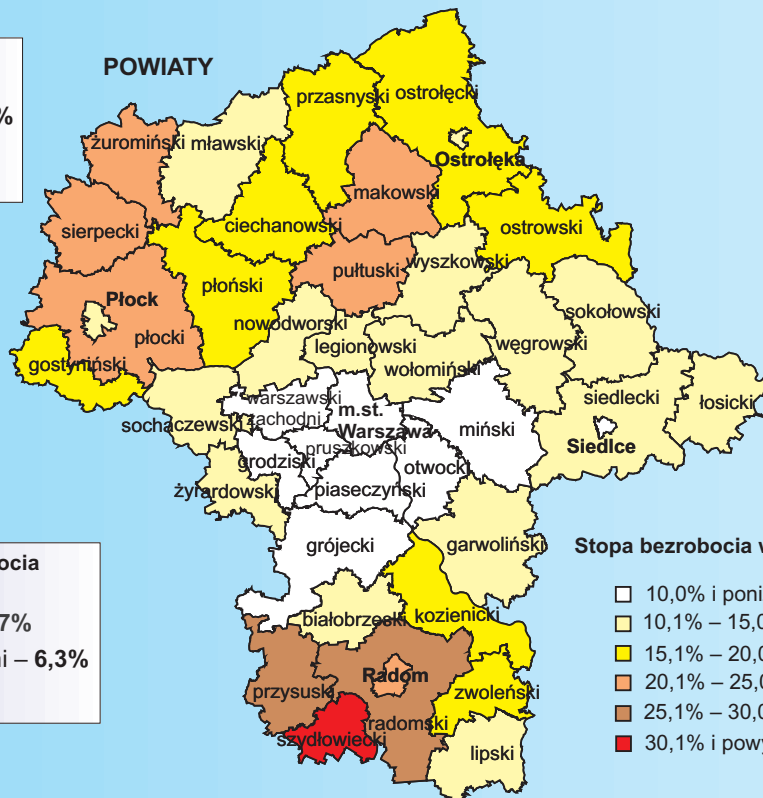 POWIATY
%
przasnyski
ostrołęcki
żuromiński
mławski
Ostrołęka
makowski
ciechanowski
ostrowski
sierpecki
pułtuski
wyszkowski
płoński
Płock
płocki
nowodworski
sokołowski
legionowski
węgrowski
gostyniński
wołomiński
siedlecki
warszawski
zachodni
łosicki
m.st.
Warszawa
sochaczewski
miński
Siedlce
pruszkowski
grodziski
otwocki
piaseczyński
żyrardowski
grójecki
garwoliński
ocia
7%
i – 6,3%
Stopa bezrobocia
10,0% i poni
10,1% – 15,0
15,1% – 20,0
20,1% – 25,0
25,1% – 30,0
30,1% i powy
białobrzeski
kozienicki
Radom
przysuski
zwoleński
radomski
szydłowiecki
lipski